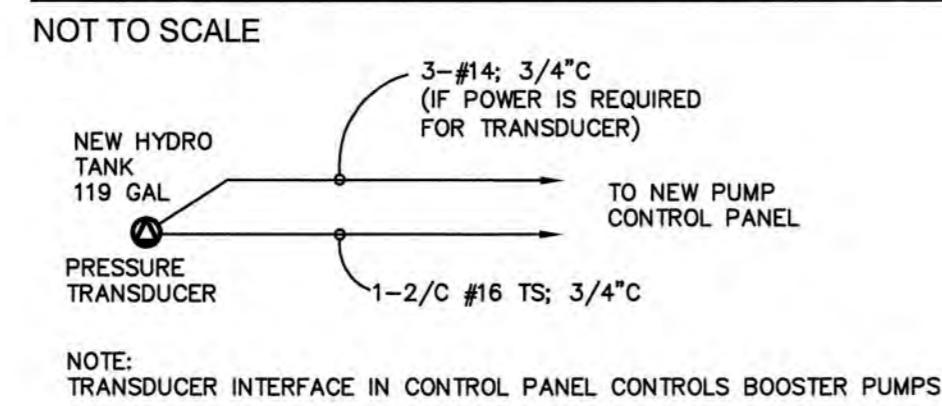 NOT TO SCALE
3-#14; 3/4"C
(IF POWER IS REQUIRED
FOR TRANSDUCER)
NEW HYDRO
TANK
119 GAL
TO NEW PUMP
CONTROL PANEL
PRESSURE
TRANSDUCER
1-2/C #16 TS; 3/4"C
NOTE:
TRANSDUCER INTERFACE IN CONTROL PANEL CONTROLS BOOSTER PUMPS